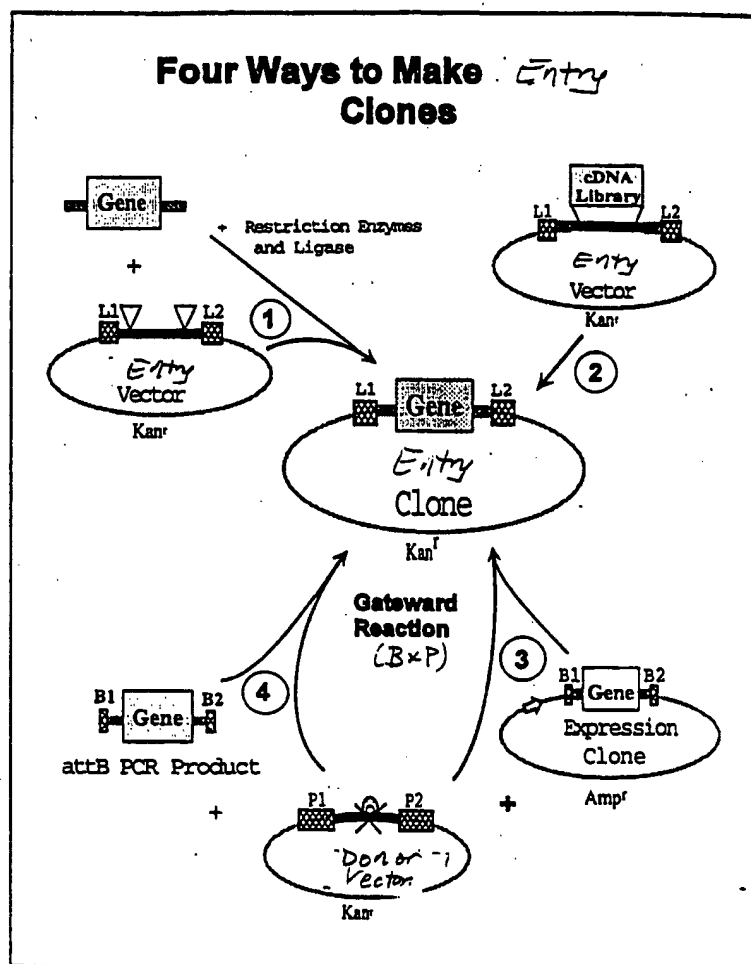 Four Ways to Make Entry
Clones
Gene
+ Restriction Enzymes
and Ligase
+
L1
L2
Entry
Vector
Kanr
1
cDNA
Library
L1
L2
Entry
Vector
Kanr
2
L1
Gene
L2
Entry
Clone
Kanr
Gateward
Reaction
(B×P)
3
4
B1
Gene
B2
attB PCR Product
+
P1
P2
Donor
Vector
Kanr
+
B1
Gene
B2
Expression
Clone
Ampr